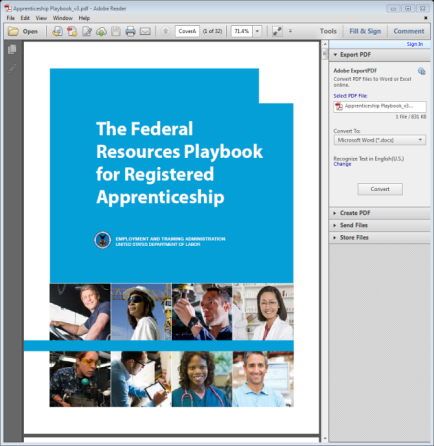 Apprenticeship Playbook_v3.pdf - Adobe Reader
File Edit View Window Help
Open
CoverA (1 of 32) 71.4%
Tools Fill & Sign Comment
Sign In
Export PDF
Adobe ExportPDF
Convert PDF files to Word or Excel
online.
Select PDF File:
Apprenticeship Playbook_v3...
1 file / 831 KB
Convert To:
Microsoft Word (*.docx)
Recognize Text in English(U.S.)
Change
Convert
Create PDF
Send Files
Store Files
The Federal
Resources Playbook
for Registered
Apprenticeship
EMPLOYMENT AND TRAINING ADMINISTRATION
UNITED STATES DEPARTMENT OF LABOR